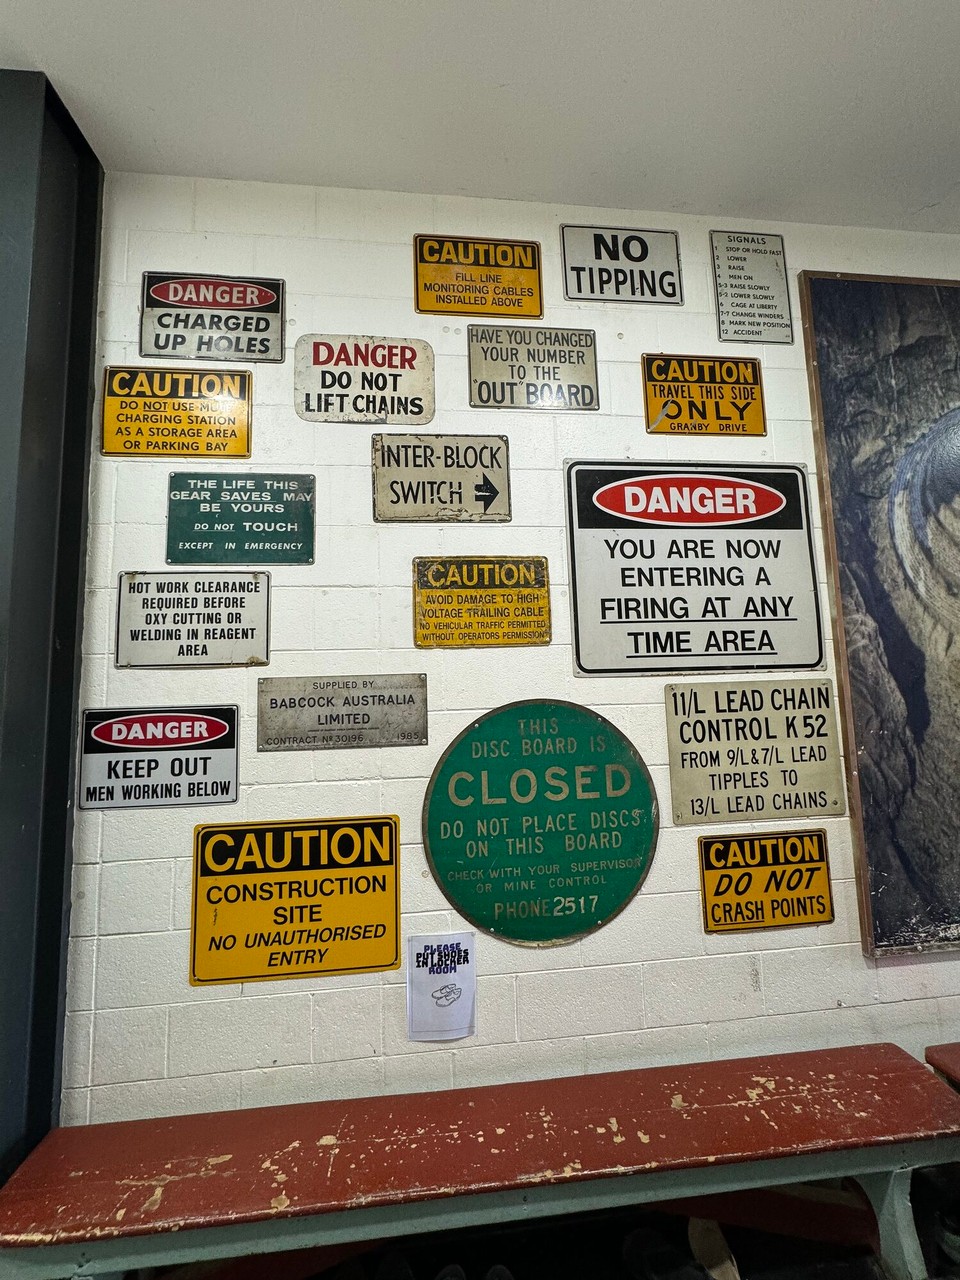 CAUTION
FILL LINE
MONITORING CABLES
INSTALLED ABOVE
NO
TIPPING
SIGNALS
1 STOP OR HOLD FAST
2 LOWER
3 RAISE
4 MEN ON
5-3 RAISE SLOWLY
5-2 LOWER SLOWLY
6 CAGE AT LIBERTY
7-7 CHANGE WINDERS
8 MARK NEW POSITION
12 ACCIDENT
DANGER
CHARGED
UP HOLES
DANGER
DO NOT
LIFT CHAINS
HAVE YOU CHANGED
YOUR NUMBER
TO THE
"OUT" BOARD
CAUTION
TRAVEL THIS SIDE
ONLY
GRANBY DRIVE
CAUTION
DO NOT USE
CHARGING STATION
AS A STORAGE AREA
OR PARKING BAY
INTER-BLOCK
SWITCH
DANGER
YOU ARE NOW
ENTERING A
FIRING AT ANY
TIME AREA
THE LIFE THIS
GEAR SAVES MAY
BE YOURS
DO NOT TOUCH
EXCEPT IN EMERGENCY
CAUTION
AVOID DAMAGE TO HIGH
VOLTAGE TRAILING CABLE
NO VEHICULAR TRAFFIC PERMITTED
WITHOUT OPERATORS PERMISSION
HOT WORK CLEARANCE
REQUIRED BEFORE
OXY CUTTING OR
WELDING IN REAGENT
AREA
SUPPLIED BY
BABCOCK AUSTRALIA
LIMITED
CONTRACT No 30196 1985
11/L LEAD CHAIN
CONTROL K52
FROM 9/L&7/L LEAD
TIPPLES TO
13/L LEAD CHAINS
DANGER
KEEP OUT
MEN WORKING BELOW
THIS
DISC BOARD IS
CLOSED
DO NOT PLACE DISCS
ON THIS BOARD
CHECK WITH YOUR SUPERVISOR
OR MINE CONTROL
PHONE 2517
CAUTION
CONSTRUCTION
SITE
NO UNAUTHORISED
ENTRY
CAUTION
DO NOT
CRASH POINTS
PLEASE
PUT SHOES
IN LOCKER
ROOM